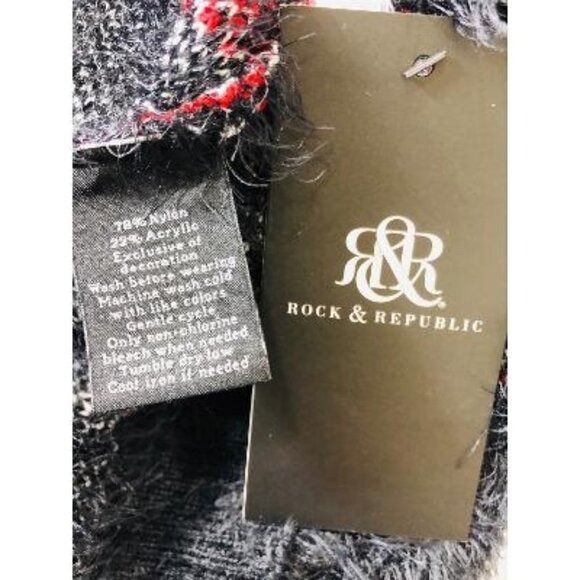 78% Nylon
22% Acrylic
Exclusive of
decoration
Wash before wearing
Machine wash cold
with like colors
Gentle cycle
Only non-chlorine
bleach when needed
Tumble dry low
Cool iron if needed
R&R
ROCK & REPUBLIC